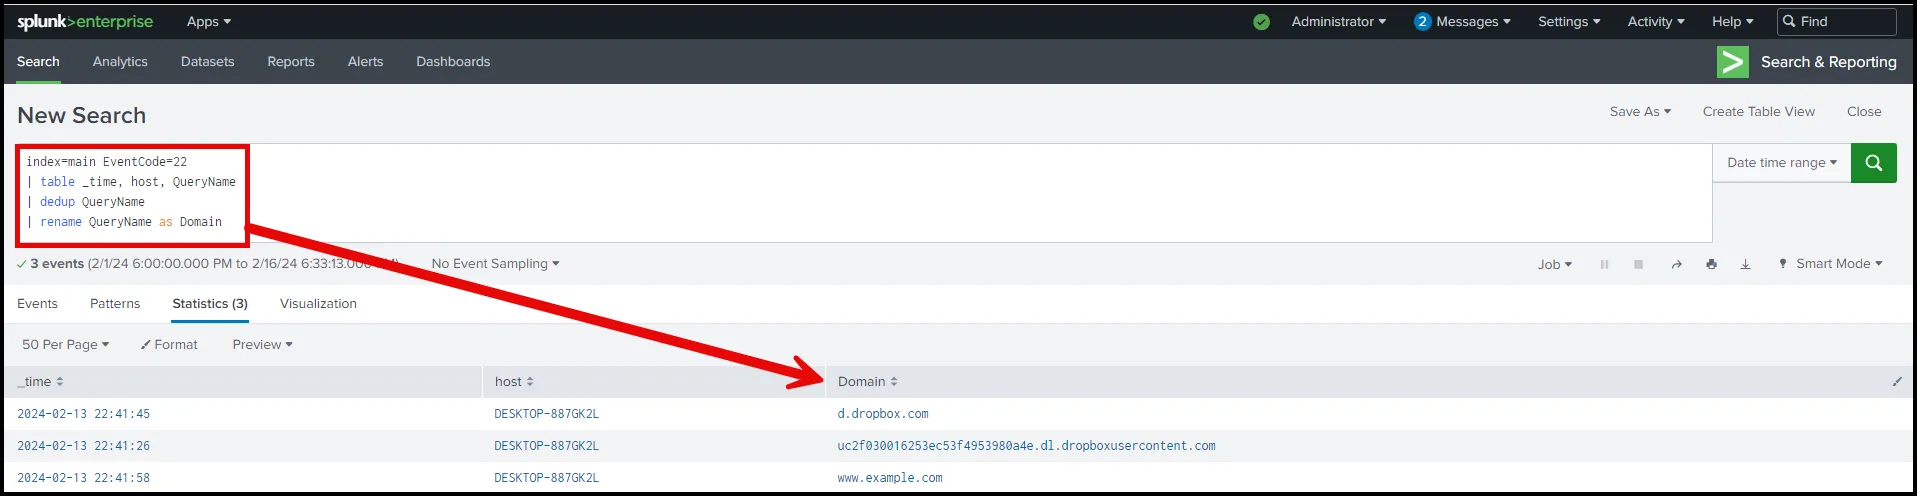 splunk>enterprise Apps Administrator 2 Messages Settings Activity Help Find
Search Analytics Datasets Reports Alerts Dashboards Search & Reporting
New Search Save As Create Table View Close
index=main EventCode=22
| table _time, host, QueryName
| dedup QueryName
| rename QueryName as Domain
Date time range
3 events (2/1/24 6:00:00.000 PM to 2/16/24 6:33:13.000 No Event Sampling Job Smart Mode
Events Patterns Statistics (3) Visualization
50 Per Page Format Preview
_time host Domain
2024-02-13 22:41:45 DESKTOP-887GK2L d.dropbox.com
2024-02-13 22:41:26 DESKTOP-887GK2L uc2f030016253ec53f4953980a4e.dl.dropboxusercontent.com
2024-02-13 22:41:58 DESKTOP-887GK2L www.example.com